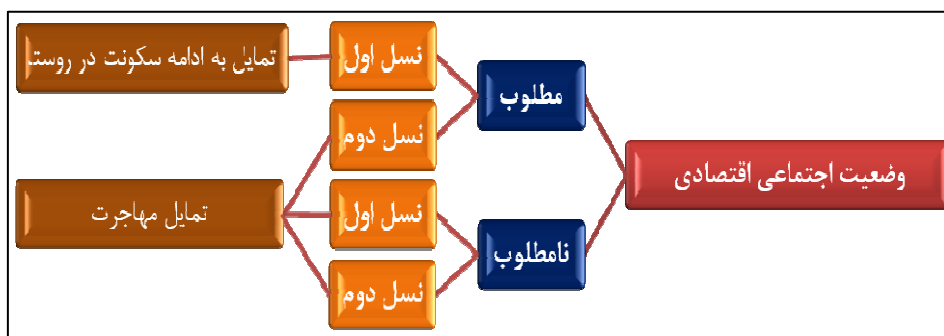 وضعیت اجتماعی اقتصادی
مطلوب
نامطلوب
نسل اول
نسل دوم
نسل اول
نسل دوم
تمایل به ادامه سکونت در روستا
تمایل مهاجرت